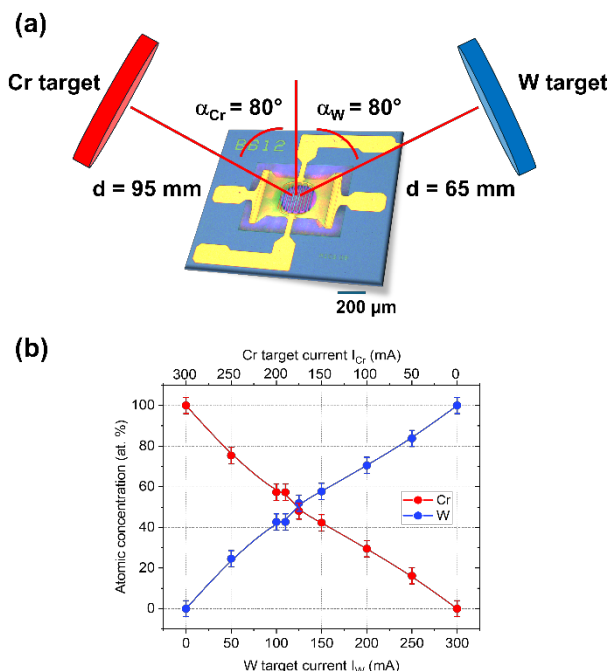 (a)
Cr target
W target
αCr = 80°
αW = 80°
BS12
d = 95 mm
d = 65 mm
200 µm
(b)
Cr target current ICr (mA)
300 250 200 150 100 50 0
Atomic concentration (at. %)
100
80
60
40
20
0
Cr
W
0 50 100 150 200 250 300
W target current IW (mA)